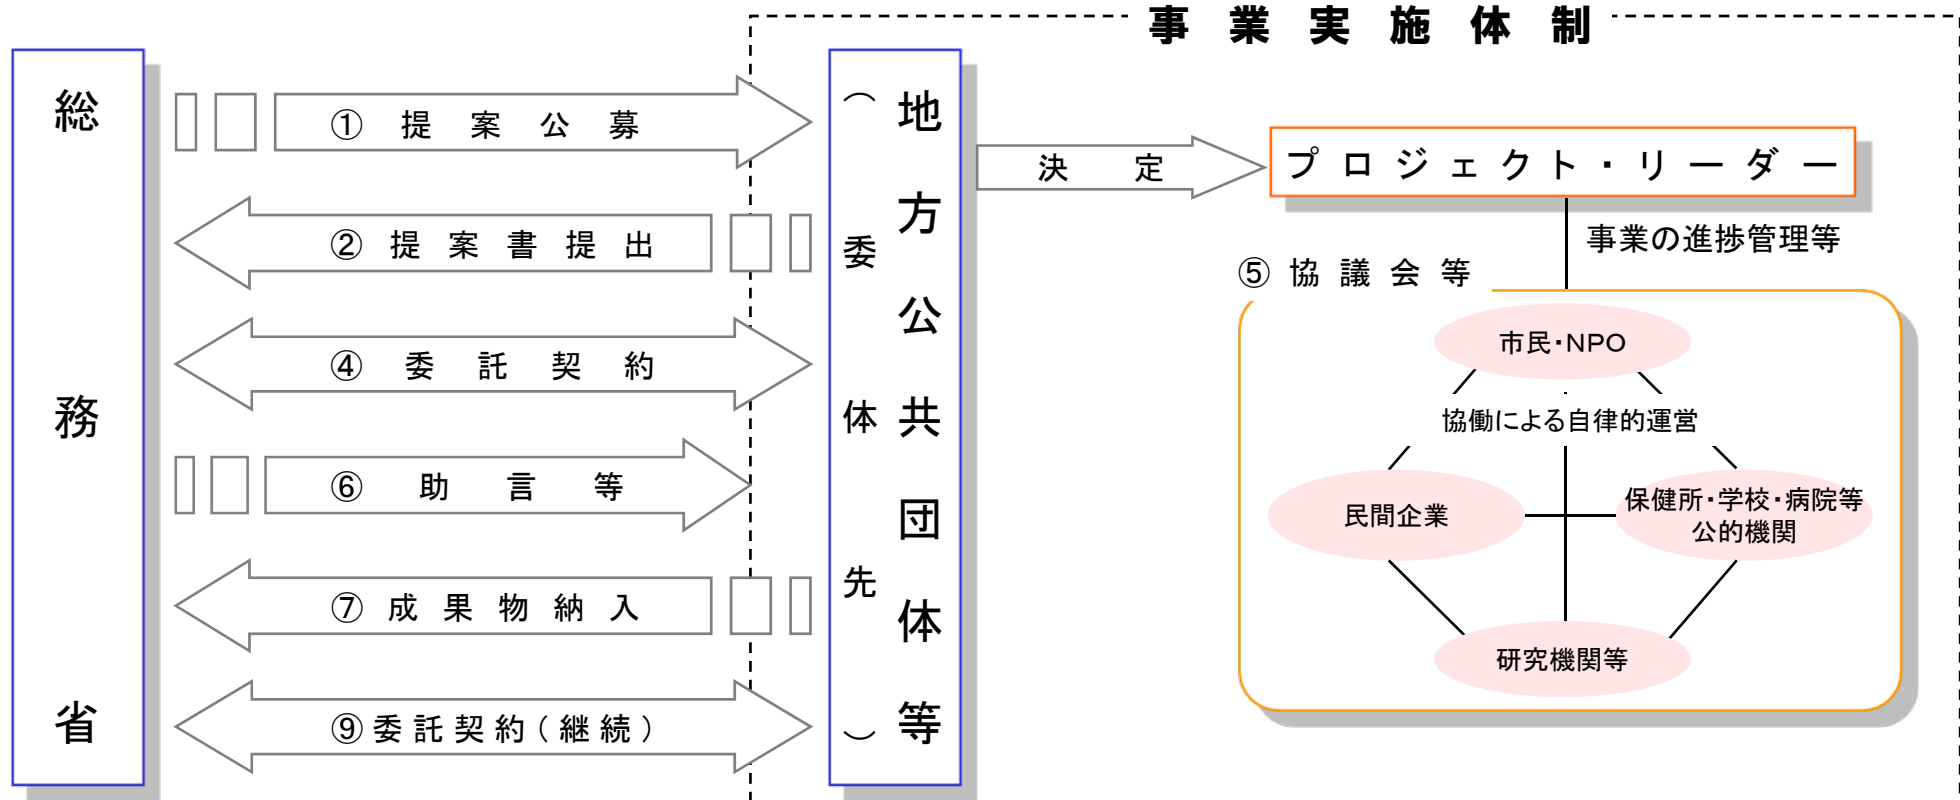 事業実施体制
総務省
①提案公募
②提案書提出
④委託契約
⑥助言等
⑦成果物納入
⑨委託契約(継続)
地方公共団体等
(委体先)
決定
プロジェクト・リーダー
事業の進捗管理等
⑤協議会等
市民・NPO
協働による自律的運営
民間企業
保健所・学校・病院等
公的機関
研究機関等